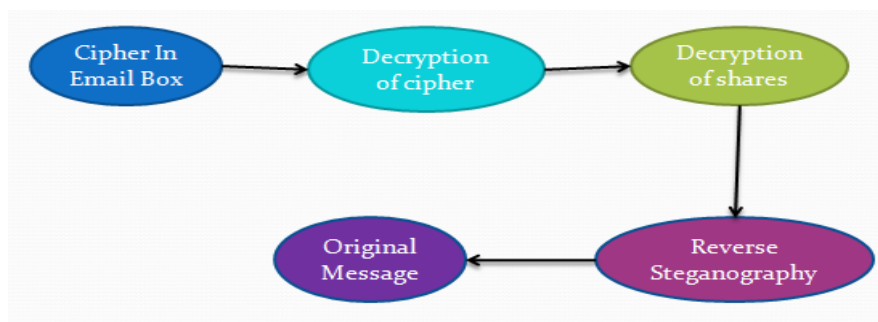 Cipher In
Email Box
Decryption
of cipher
Decryption
of shares
Reverse
Steganography
Original
Message